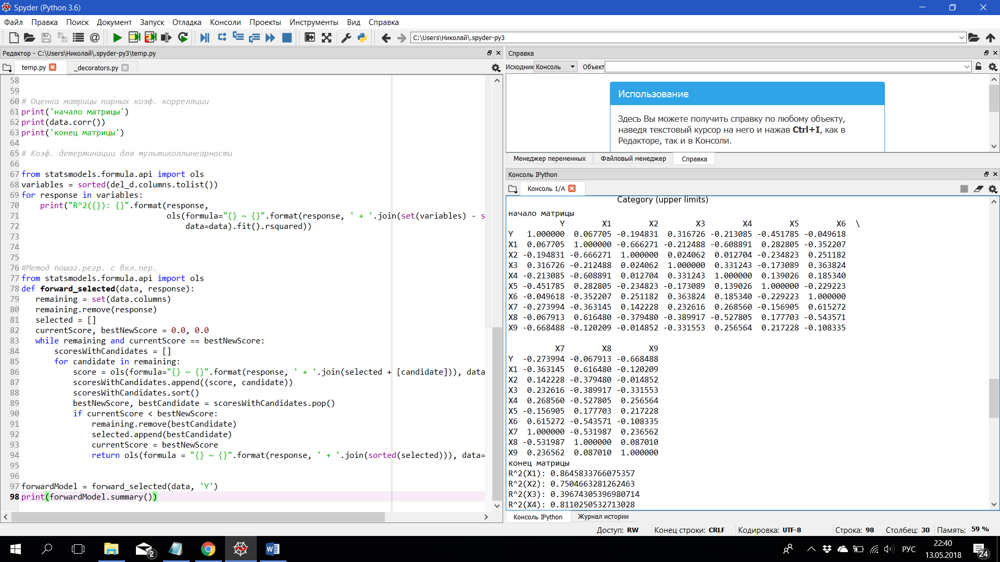 Spyder (Python 3.6)
Файл Правка Поиск Документ Запуск Отладка Консоли Проекты Инструменты Вид Справка
C:\Users\Николай\.spyder-py3
Редактор - C:\Users\Николай\.spyder-py3\temp.py
temp.py _decorators.py
58
59
60 # Оценка матрицы парных коэф. корреляции
61 print('начало матрицы')
62 print(data.corr())
63 print('конец матрицы')
64
65 # Коэф. детерминации для мультиколлинеарности
66
67 from statsmodels.formula.api import ols
68 variables = sorted(del_d.columns.tolist())
69 for response in variables:
70     print("R^2({}): {}".format(response,
71                                ols(formula="{} ~ {}".format(response, ' + '.join(set(variables) - s
72                                    data=data).fit().rsquared))
73
74
75
76 #Метод пошаг.регр. с вкл.пер.
77 from statsmodels.formula.api import ols
78 def forward_selected(data, response):
79    remaining = set(data.columns)
80    remaining.remove(response)
81    selected = []
82    currentScore, bestNewScore = 0.0, 0.0
83    while remaining and currentScore == bestNewScore:
84        scoresWithCandidates = []
85        for candidate in remaining:
86            score = ols(formula="{} ~ {}".format(response, ' + '.join(selected + [candidate])), data
87            scoresWithCandidates.append((score, candidate))
88            scoresWithCandidates.sort()
89            bestNewScore, bestCandidate = scoresWithCandidates.pop()
90            if currentScore < bestNewScore:
91                remaining.remove(bestCandidate)
92                selected.append(bestCandidate)
93                currentScore = bestNewScore
94                return ols(formula = "{} ~ {}".format(response, ' + '.join(sorted(selected))), data=
95
96
97 forwardModel = forward_selected(data, 'Y')
98 print(forwardModel.summary())
Справка
Исходник Консоль Объект
Использование
Здесь Вы можете получить справку по любому объекту,
наведя текстовый курсор на него и нажав Ctrl+I, как в
Редакторе, так и в Консоли.
Менеджер переменных Файловый менеджер Справка
Консоль IPython
Консоль 1/A
Category (upper limits)
начало матрицы
Y X1 X2 X3 X4 X5 X6 \
Y 1.000000 0.067705 -0.194831 0.316726 -0.213085 -0.451785 -0.049618
X1 0.067705 1.000000 -0.666271 -0.212488 -0.608891 0.282805 -0.352207
X2 -0.194831 -0.666271 1.000000 0.024062 0.012704 -0.234823 0.251182
X3 0.316726 -0.212488 0.024062 1.000000 0.331243 -0.173089 0.363824
X4 -0.213085 -0.608891 0.012704 0.331243 1.000000 0.139026 0.185340
X5 -0.451785 0.282805 -0.234823 -0.173089 0.139026 1.000000 -0.229223
X6 -0.049618 -0.352207 0.251182 0.363824 0.185340 -0.229223 1.000000
X7 -0.273994 -0.363145 0.142228 0.232616 0.268560 -0.156905 0.615272
X8 -0.067913 0.616480 -0.379480 -0.389917 -0.527805 0.177703 -0.543571
X9 -0.668488 -0.120209 -0.014852 -0.331553 0.256564 0.217228 -0.108335
X7 X8 X9
Y -0.273994 -0.067913 -0.668488
X1 -0.363145 0.616480 -0.120209
X2 0.142228 -0.379480 -0.014852
X3 0.232616 -0.389917 -0.331553
X4 0.268560 -0.527805 0.256564
X5 -0.156905 0.177703 0.217228
X6 0.615272 -0.543571 -0.108335
X7 1.000000 -0.531987 0.236562
X8 -0.531987 1.000000 0.087010
X9 0.236562 0.087010 1.000000
конец матрицы
R^2(X1): 0.8645833766075357
R^2(X2): 0.7504663281262463
R^2(X3): 0.39674305396980714
R^2(X4): 0.8110250532713028
Консоль IPython Журнал истории
Доступ: RW Конец строки: CRLF Кодировка: UTF-8 Строка: 98 Столбец: 30 Память: 59 %
2
РУС
22:40
13.05.2018
24